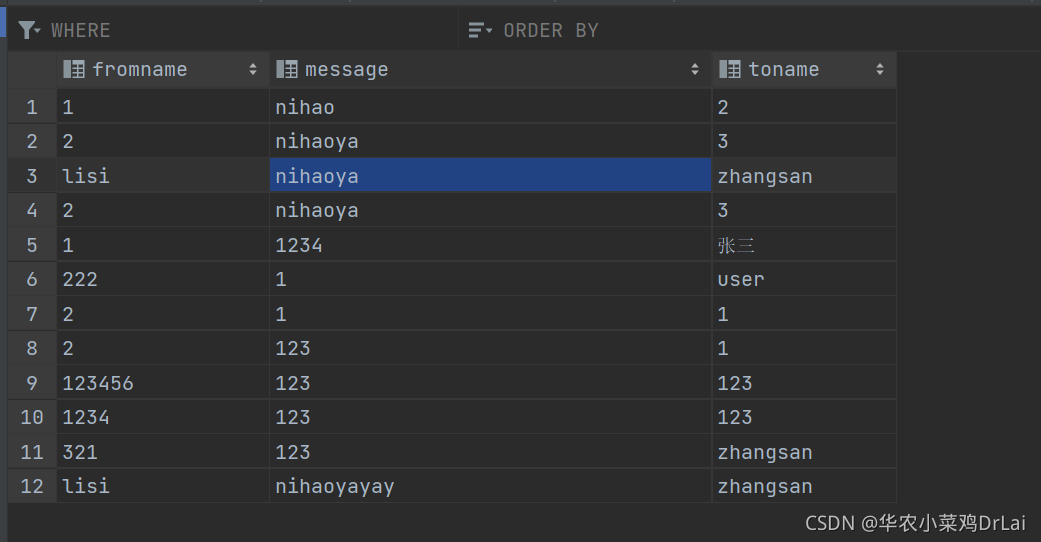 WHERE ORDER BY
fromname message toname
1 1 nihao 2
2 2 nihaoya 3
3 lisi nihaoya zhangsan
4 2 nihaoya 3
5 1 1234 张三
6 222 1 user
7 2 1 1
8 2 123 1
9 123456 123 123
10 1234 123 123
11 321 123 zhangsan
12 lisi nihaoyayay zhangsan
CSDN @华农小菜鸡DrLai